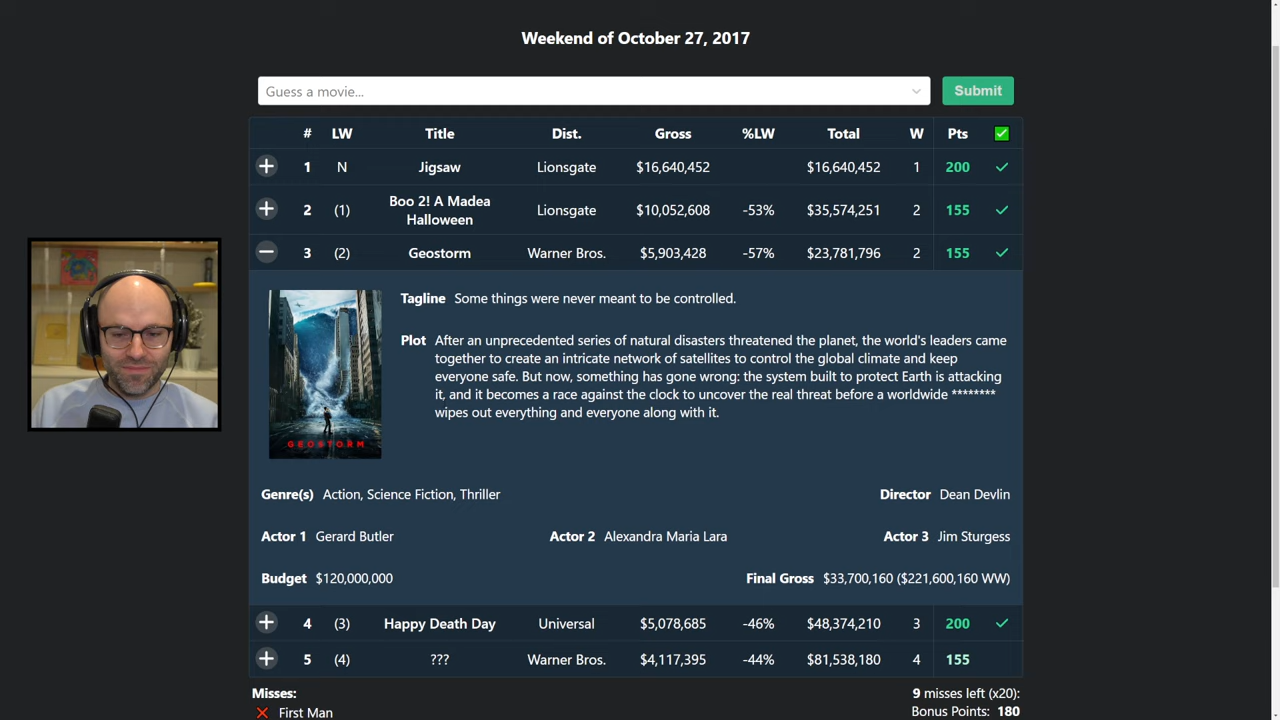 Weekend of October 27, 2017
Guess a movie...
Submit
# LW Title Dist. Gross %LW Total W Pts ✅
1 N Jigsaw Lionsgate $16,640,452 $16,640,452 1 200 ✓
2 (1) Boo 2! A Madea Halloween Lionsgate $10,052,608 -53% $35,574,251 2 155 ✓
3 (2) Geostorm Warner Bros. $5,903,428 -57% $23,781,796 2 155 ✓
GEOSTORM
Tagline Some things were never meant to be controlled.
Plot After an unprecedented series of natural disasters threatened the planet, the world's leaders came
together to create an intricate network of satellites to control the global climate and keep
everyone safe. But now, something has gone wrong: the system built to protect Earth is attacking
it, and it becomes a race against the clock to uncover the real threat before a worldwide ********
wipes out everything and everyone along with it.
Genre(s) Action, Science Fiction, Thriller Director Dean Devlin
Actor 1 Gerard Butler Actor 2 Alexandra Maria Lara Actor 3 Jim Sturgess
Budget $120,000,000 Final Gross $33,700,160 ($221,600,160 WW)
4 (3) Happy Death Day Universal $5,078,685 -46% $48,374,210 3 200 ✓
5 (4) ??? Warner Bros. $4,117,395 -44% $81,538,180 4 155
Misses: 9 misses left (x20):
❌ First Man Bonus Points: 180